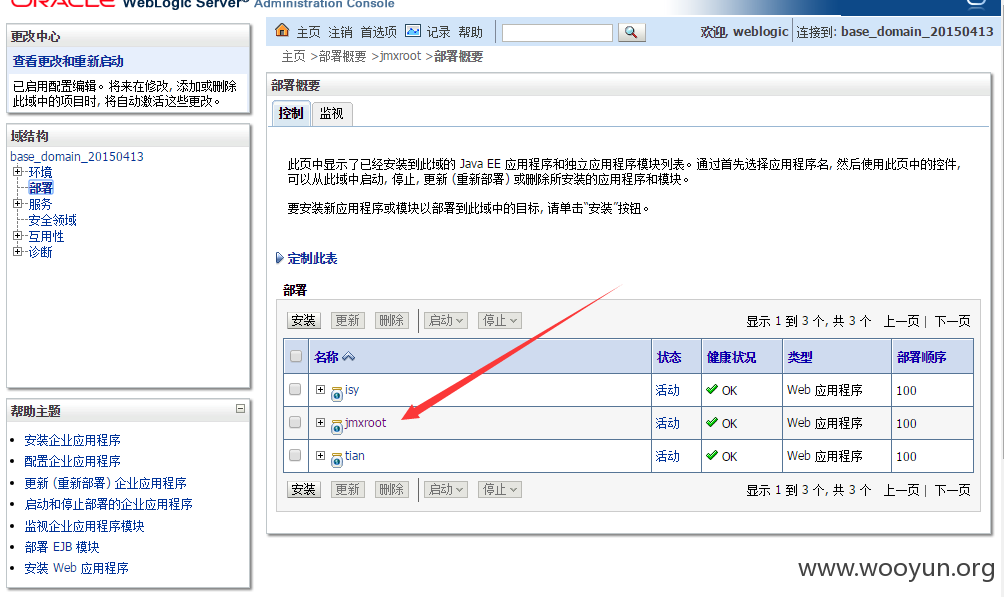 ORACLE WebLogic Server® Administration Console
更改中心
查看更改和重新启动
已启用配置编辑。将来在修改, 添加或删除
此域中的项目时, 将自动激活这些更改。
域结构
base_domain_20150413
环境
部署
服务
安全领域
互用性
诊断
帮助主题
安装企业应用程序
配置企业应用程序
更新 (重新部署) 企业应用程序
启动和停止部署的企业应用程序
监视企业应用程序模块
部署 EJB 模块
安装 Web 应用程序
主页 注销 首选项 记录 帮助
欢迎, weblogic 连接到: base_domain_20150413
主页 >部署概要 >jmxroot >部署概要
部署概要
控制 监视
此页中显示了已经安装到此域的 Java EE 应用程序和独立应用程序模块列表。通过首先选择应用程序名, 然后使用此页中的控件,
可以从此域中启动, 停止, 更新 (重新部署) 或删除所安装的应用程序和模块。
要安装新应用程序或模块以部署到此域中的目标, 请单击“安装”按钮。
定制此表
部署
安装 更新 删除 启动 停止 显示 1 到 3 个, 共 3 个 上一页 | 下一页
名称 状态 健康状况 类型 部署顺序
isy 活动 OK Web 应用程序 100
jmxroot 活动 OK Web 应用程序 100
tian 活动 OK Web 应用程序 100
安装 更新 删除 启动 停止 显示 1 到 3 个, 共 3 个 上一页 | 下一页
www.wooyun.org